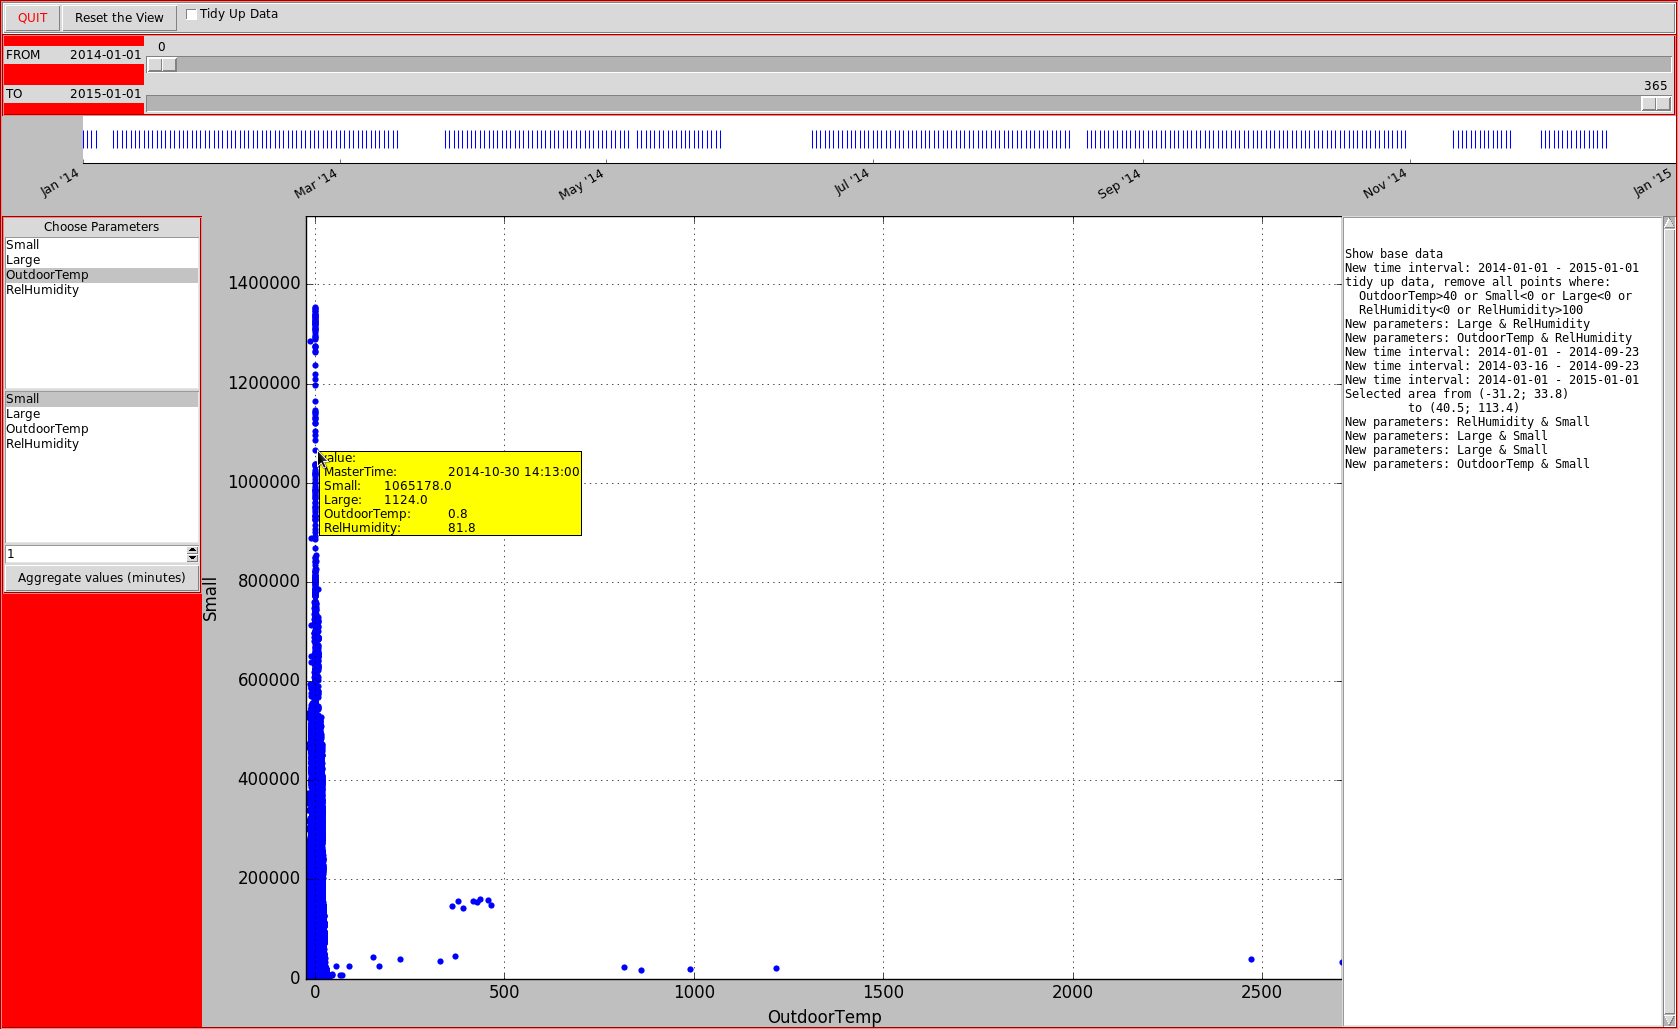 QUIT Reset the View Tidy Up Data
0
FROM 2014-01-01
365
TO 2015-01-01
Jan '14 Mar '14 May '14 Jul '14 Sep '14 Nov '14 Jan '15
Choose Parameters
Small
Large
OutdoorTemp
RelHumidity
Small
Large
OutdoorTemp
RelHumidity
1
Aggregate values (minutes)
Small
1400000
1200000
1000000
800000
600000
400000
200000
0
0 500 1000 1500 2000 2500
OutdoorTemp
alue:
MasterTime: 2014-10-30 14:13:00
Small: 1065178.0
Large: 1124.0
OutdoorTemp: 0.8
RelHumidity: 81.8
Show base data
New time interval: 2014-01-01 - 2015-01-01
tidy up data, remove all points where:
OutdoorTemp>40 or Small<0 or Large<0 or
RelHumidity<0 or RelHumidity>100
New parameters: Large & RelHumidity
New parameters: OutdoorTemp & RelHumidity
New time interval: 2014-01-01 - 2014-09-23
New time interval: 2014-03-16 - 2014-09-23
New time interval: 2014-01-01 - 2015-01-01
Selected area from (-31.2; 33.8)
to (40.5; 113.4)
New parameters: RelHumidity & Small
New parameters: Large & Small
New parameters: Large & Small
New parameters: OutdoorTemp & Small